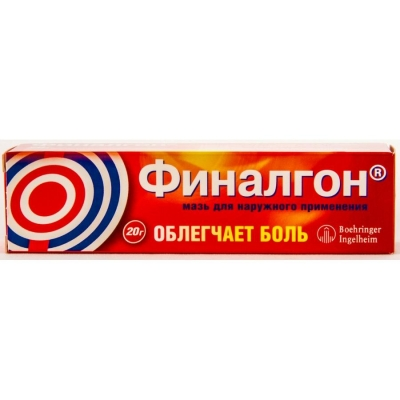 Финалгон®
мазь для наружного применения
20г
ОБЛЕГЧАЕТ БОЛЬ
Boehringer
Ingelheim